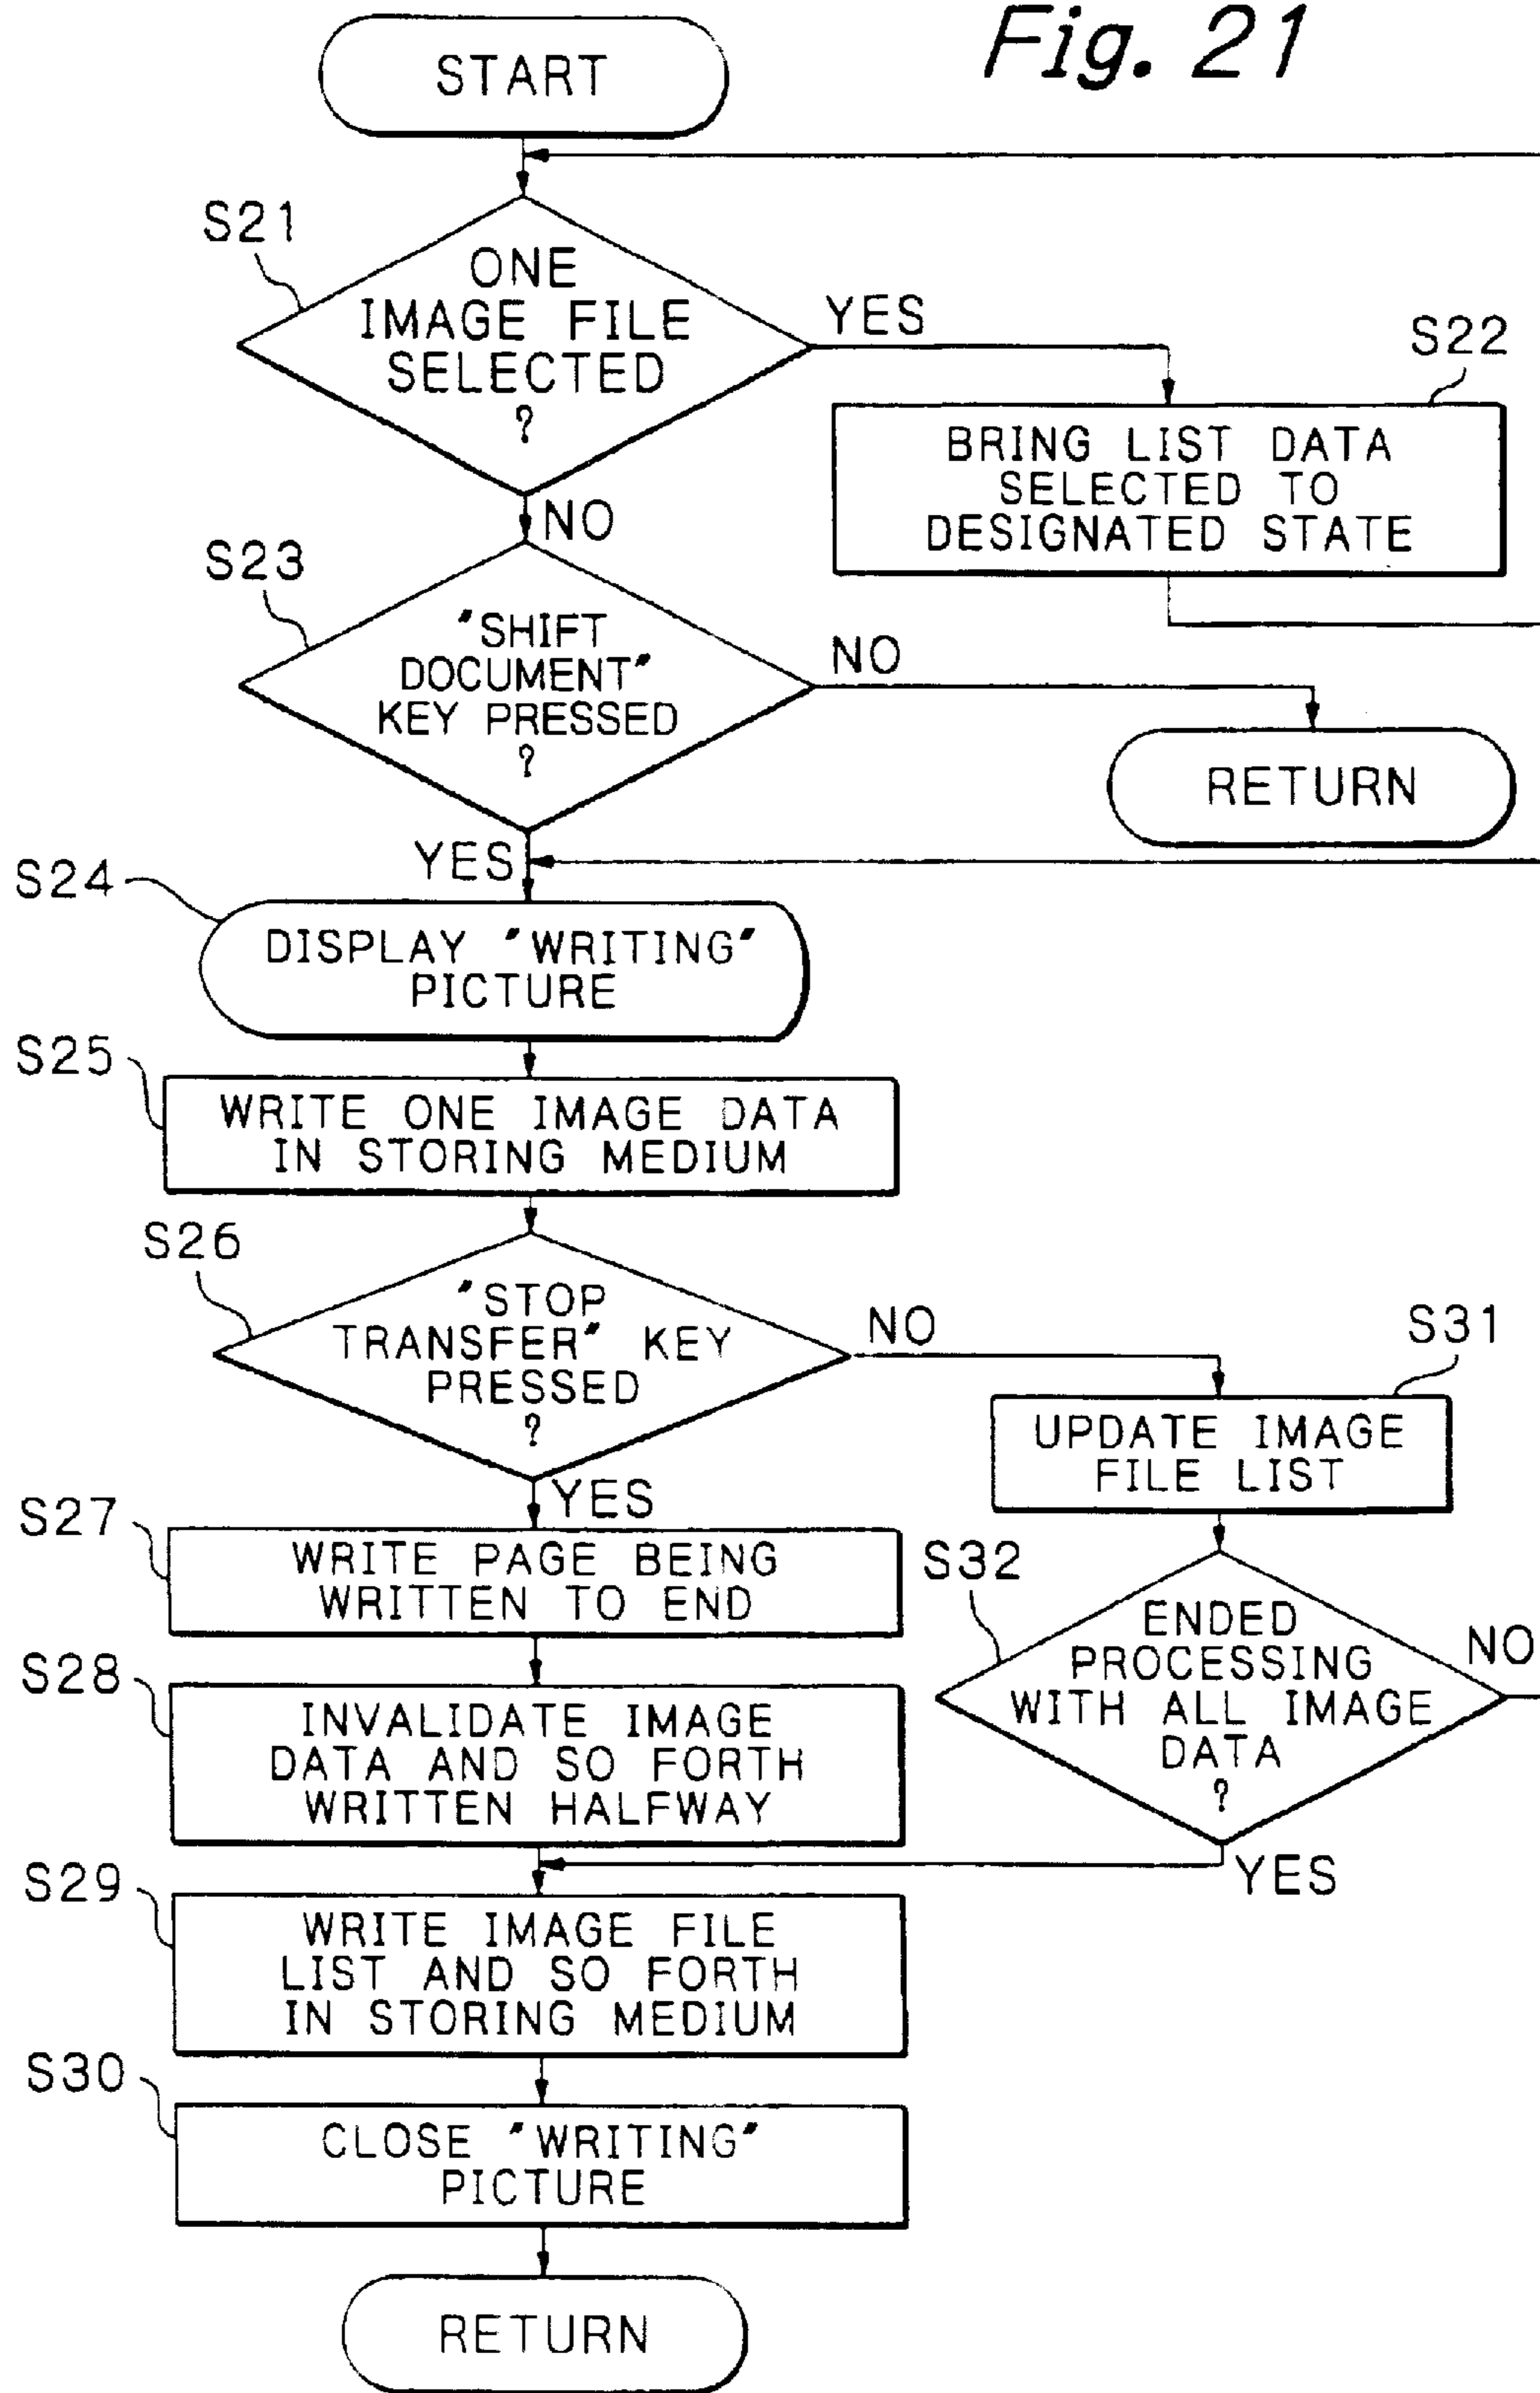 Fig. 21
START
S21
ONE
IMAGE FILE
SELECTED
?
YES
S22
BRING LIST DATA
SELECTED TO
DESIGNATED STATE
NO
S23
"SHIFT
DOCUMENT"
KEY PRESSED
?
NO
RETURN
YES
S24
DISPLAY "WRITING"
PICTURE
S25
WRITE ONE IMAGE DATA
IN STORING MEDIUM
S26
"STOP
TRANSFER" KEY
PRESSED
?
NO
S31
UPDATE IMAGE
FILE LIST
YES
S27
WRITE PAGE BEING
WRITTEN TO END
S32
ENDED
PROCESSING
WITH ALL IMAGE
DATA
?
NO
S28
INVALIDATE IMAGE
DATA AND SO FORTH
WRITTEN HALFWAY
YES
S29
WRITE IMAGE FILE
LIST AND SO FORTH
IN STORING MEDIUM
S30
CLOSE "WRITING"
PICTURE
RETURN